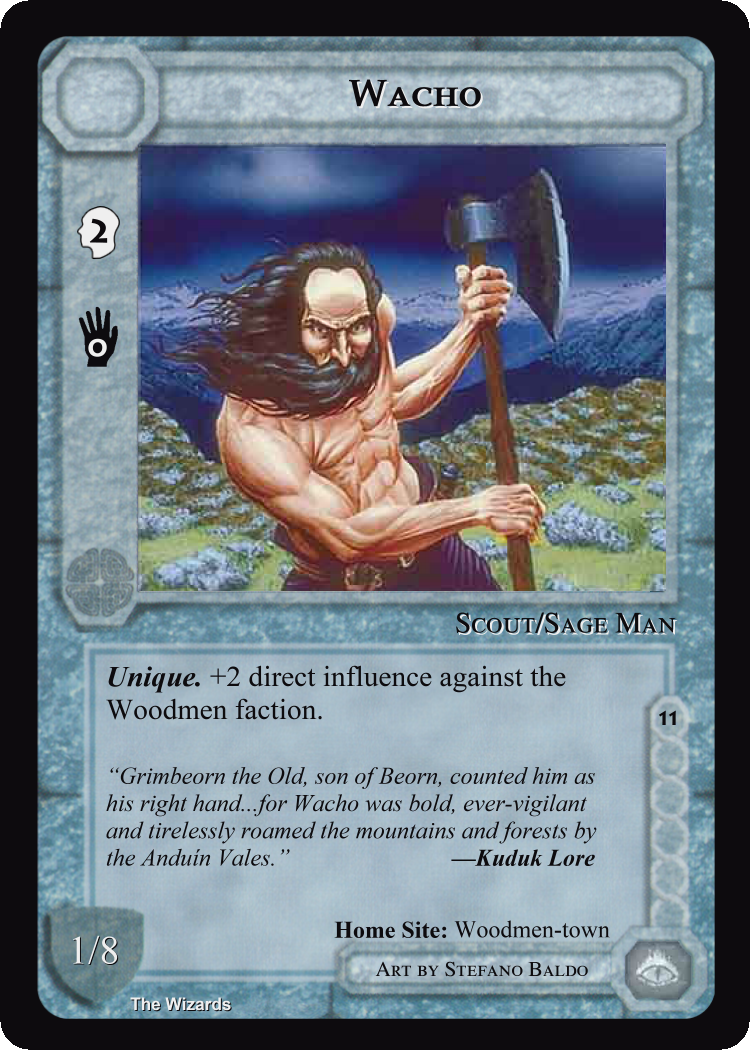 Wacho
2
0
Scout/Sage Man
Unique. +2 direct influence against the
Woodmen faction.
11
“Grimbeorn the Old, son of Beorn, counted him as
his right hand...for Wacho was bold, ever-vigilant
and tirelessly roamed the mountains and forests by
the Anduín Vales.” —Kuduk Lore
Home Site: Woodmen-town
1/8
Art by Stefano Baldo
The Wizards